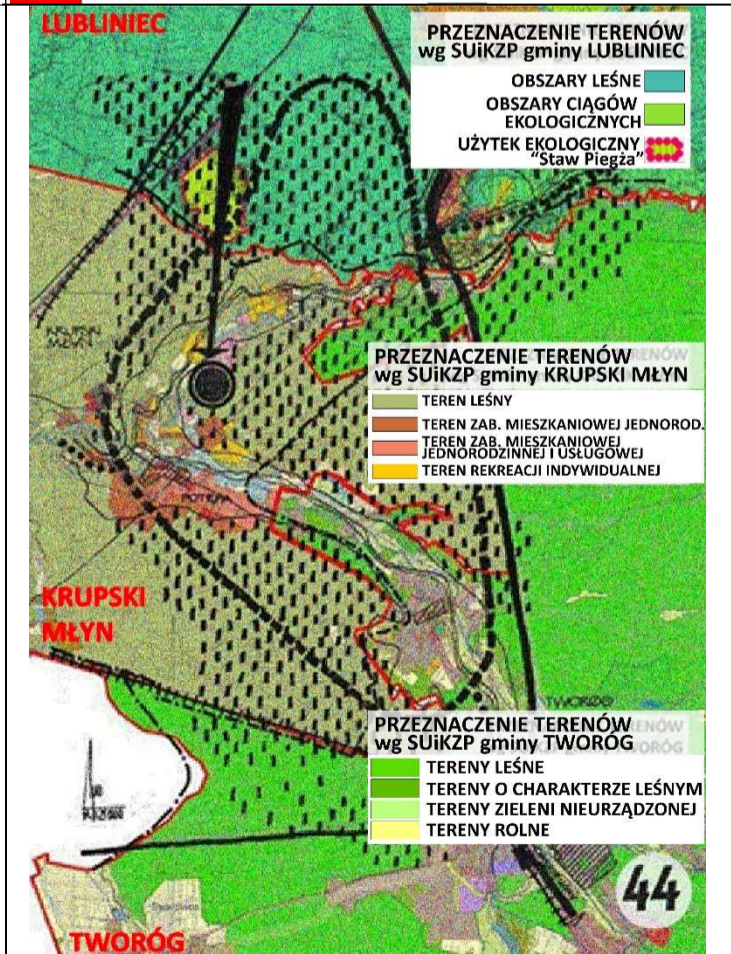 LUBLINIEC
PRZEZNACZENIE TERENÓW
wg SUiKZP gminy LUBLINIEC
OBSZARY LEŚNE
OBSZARY CIĄGÓW
EKOLOGICZNYCH
UŻYTEK EKOLOGICZNY
"Staw Piegża"
PRZEZNACZENIE TERENÓW
wg SUiKZP gminy KRUPSKI MŁYN
TEREN LEŚNY
TEREN ZAB. MIESZKANIOWEJ JEDNOROD.
TEREN ZAB. MIESZKANIOWEJ
JEDNORODZINNEJ I USŁUGOWEJ
TEREN REKREACJI INDYWIDUALNEJ
KRUPSKI
MŁYN
TWORÓG
PRZEZNACZENIE TERENÓW
wg SUiKZP gminy TWORÓG
TERENY LEŚNE
TERENY O CHARAKTERZE LEŚNYM
TERENY ZIELENI NIEURZĄDZONEJ
TERENY ROLNE
44
TWORÓG